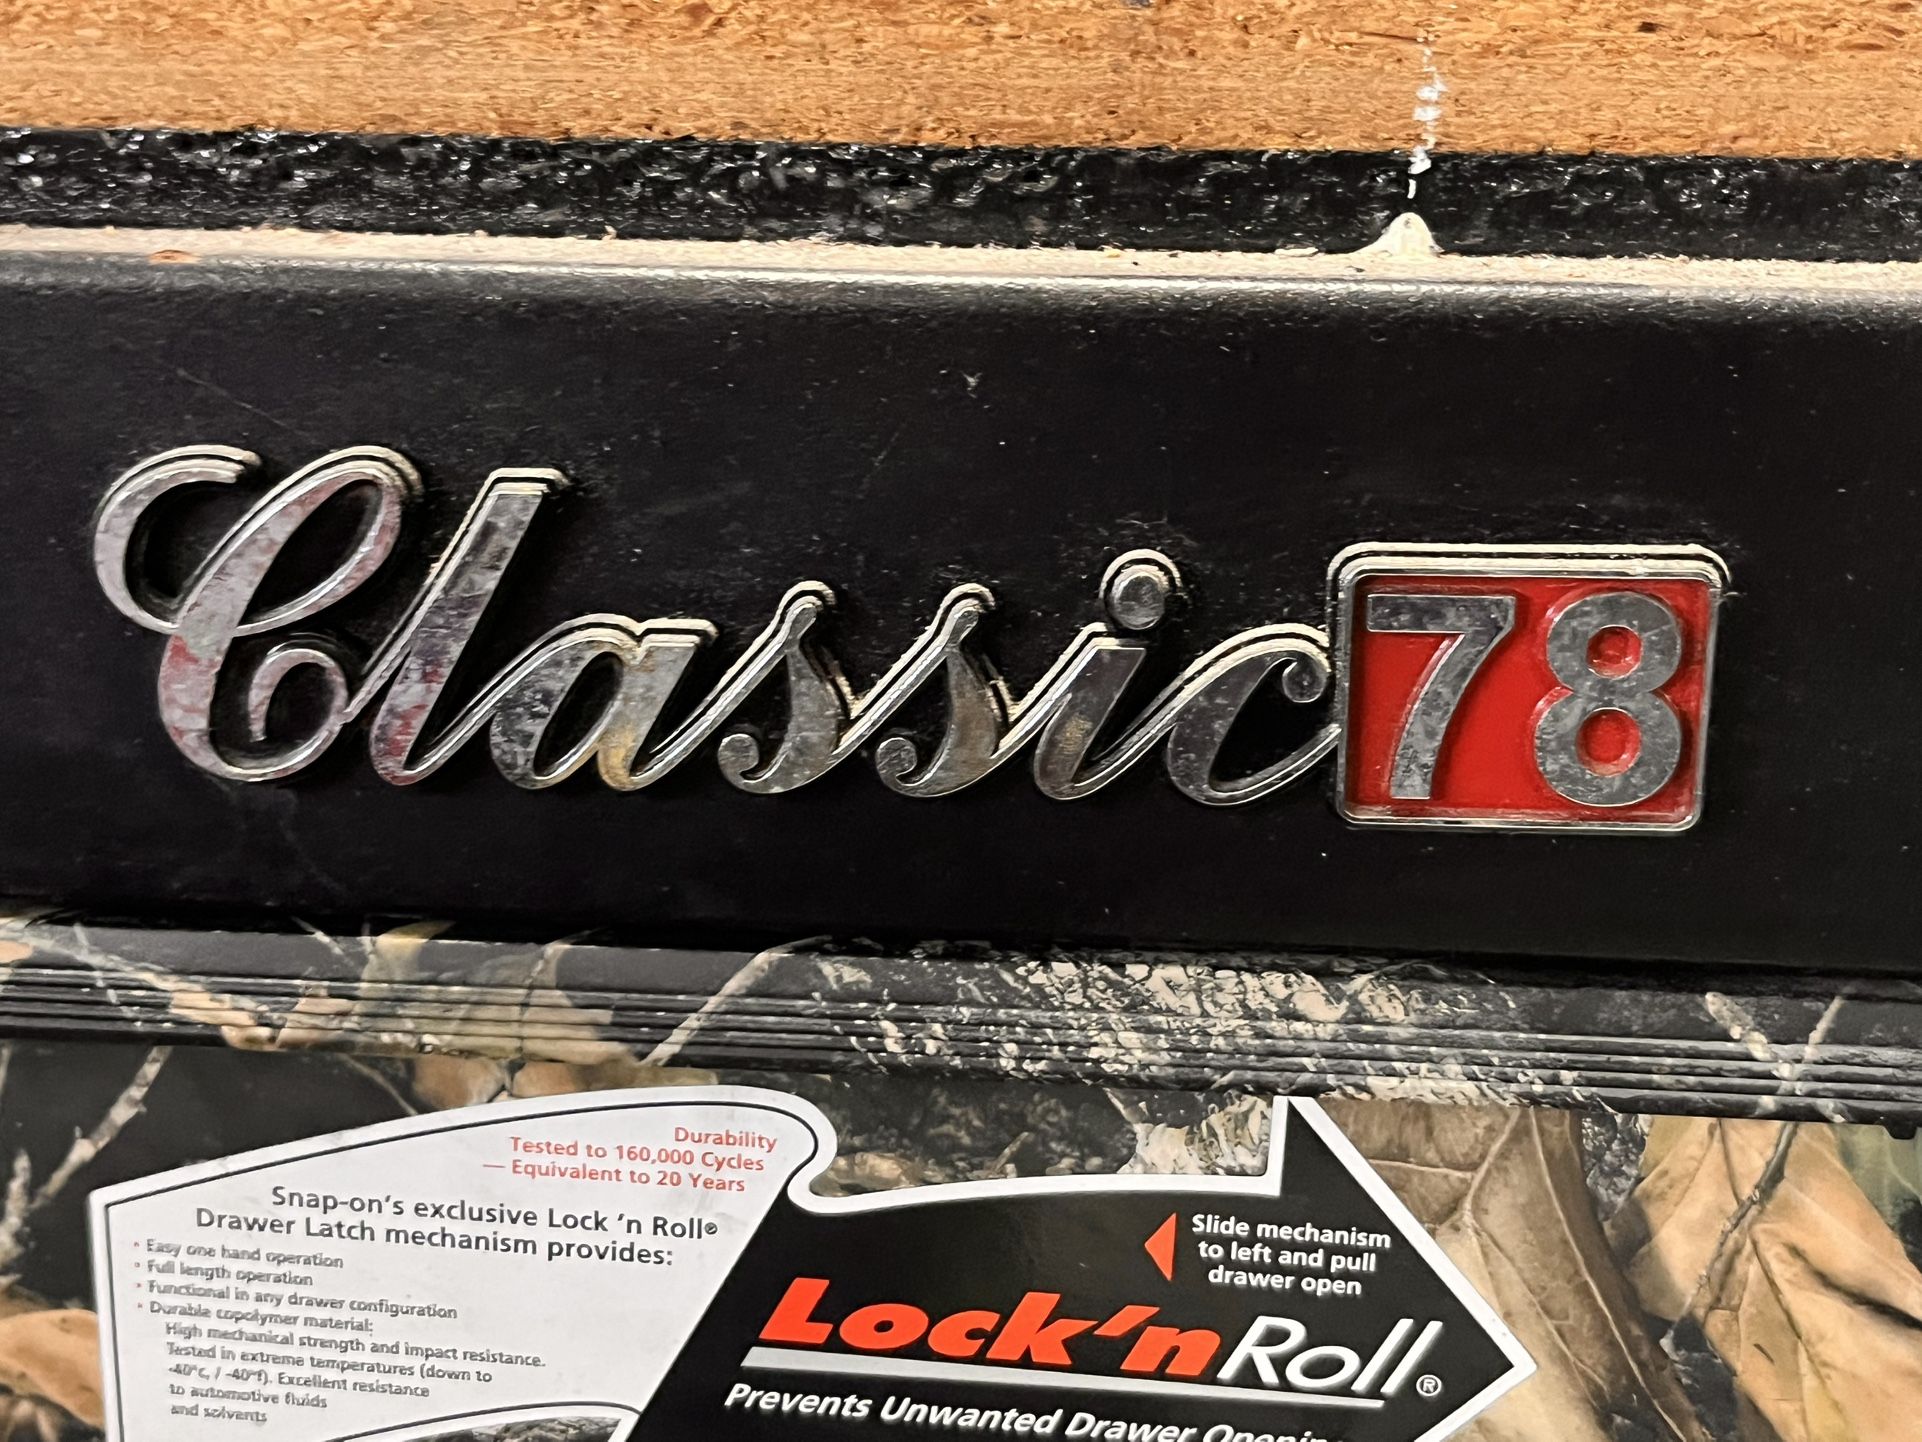 Classic 78
Durability
Tested to 160,000 Cycles
— Equivalent to 20 Years
Snap-on's exclusive Lock 'n Roll®
Drawer Latch mechanism provides:
• Easy one hand operation
• Full length operation
• Functional in any drawer configuration
• Durable copolymer material:
High mechanical strength and impact resistance.
Tested in extreme temperatures (down to
-40°C, / -40°f). Excellent resistance
to automotive fluids
and solvents
Slide mechanism
to left and pull
drawer open
Lock'nRoll®
Prevents Unwanted Drawer